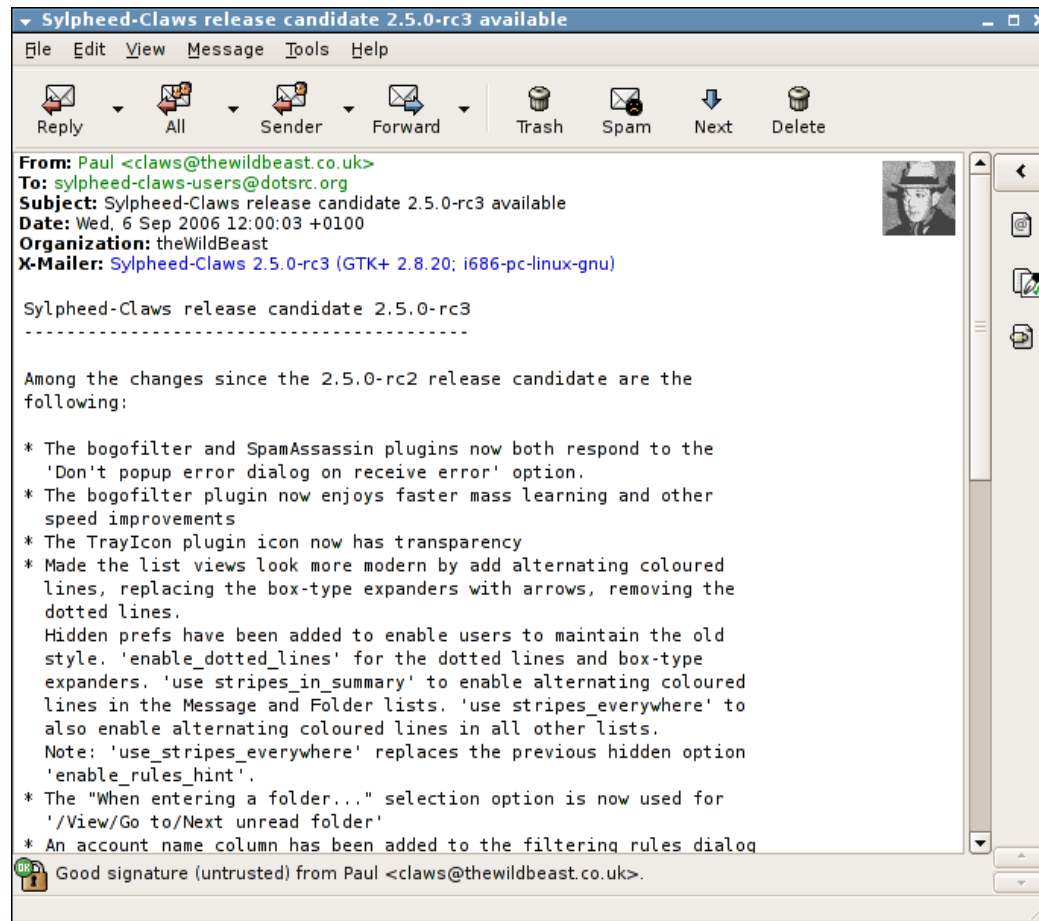 Sylpheed-Claws release candidate 2.5.0-rc3 available
File Edit View Message Tools Help
Reply All Sender Forward Trash Spam Next Delete
From: Paul <claws@thewildbeast.co.uk>
To: sylpheed-claws-users@dotsrc.org
Subject: Sylpheed-Claws release candidate 2.5.0-rc3 available
Date: Wed, 6 Sep 2006 12:00:03 +0100
Organization: theWildBeast
X-Mailer: Sylpheed-Claws 2.5.0-rc3 (GTK+ 2.8.20; i686-pc-linux-gnu)
Sylpheed-Claws release candidate 2.5.0-rc3
------------------------------------------
Among the changes since the 2.5.0-rc2 release candidate are the
following:
* The bogofilter and SpamAssassin plugins now both respond to the
'Don't popup error dialog on receive error' option.
* The bogofilter plugin now enjoys faster mass learning and other
speed improvements
* The TrayIcon plugin icon now has transparency
* Made the list views look more modern by add alternating coloured
lines, replacing the box-type expanders with arrows, removing the
dotted lines.
Hidden prefs have been added to enable users to maintain the old
style. 'enable_dotted_lines' for the dotted lines and box-type
expanders. 'use stripes_in_summary' to enable alternating coloured
lines in the Message and Folder lists. 'use stripes_everywhere' to
also enable alternating coloured lines in all other lists.
Note: 'use_stripes_everywhere' replaces the previous hidden option
'enable_rules_hint'.
* The "When entering a folder..." selection option is now used for
'/View/Go to/Next unread folder'
* An account name column has been added to the filtering rules dialog
OK
Good signature (untrusted) from Paul <claws@thewildbeast.co.uk>.